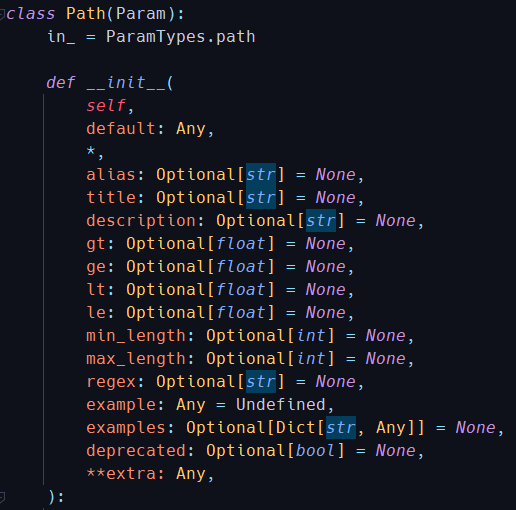 class Path(Param):
    in_ = ParamTypes.path

    def __init__(
        self,
        default: Any,
        *,
        alias: Optional[str] = None,
        title: Optional[str] = None,
        description: Optional[str] = None,
        gt: Optional[float] = None,
        ge: Optional[float] = None,
        lt: Optional[float] = None,
        le: Optional[float] = None,
        min_length: Optional[int] = None,
        max_length: Optional[int] = None,
        regex: Optional[str] = None,
        example: Any = Undefined,
        examples: Optional[Dict[str, Any]] = None,
        deprecated: Optional[bool] = None,
        **extra: Any,
    ):